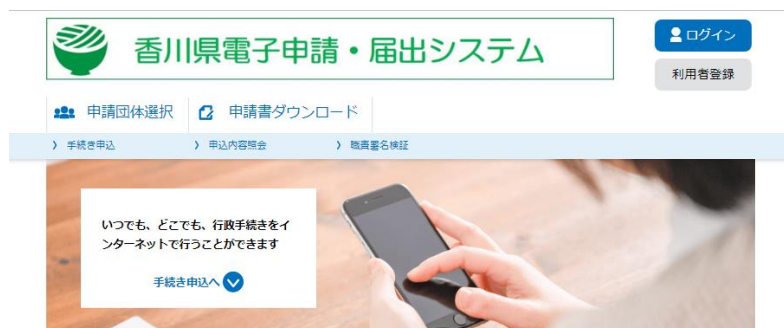 香川県電子申請・届出システム
ログイン
利用者登録
申請団体選択
申請書ダウンロード
手続き申込
申込内容照会
職責署名検証
いつでも、どこでも、行政手続きをイ
ンターネットで行うことができます
手続き申込へ